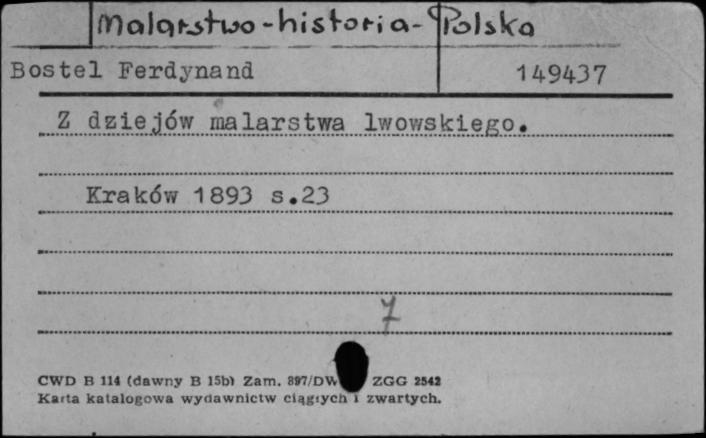 Malarstwo-historia-Polska
Bostel Ferdynand 149437
Z dziejów malarstwa lwowskiego.
Kraków 1893 s.23
7
CWD B 114 (dawny B 15b) Zam. 897/DW ZGG 2542
Karta katalogowa wydawnictw ciągłych i zwartych.